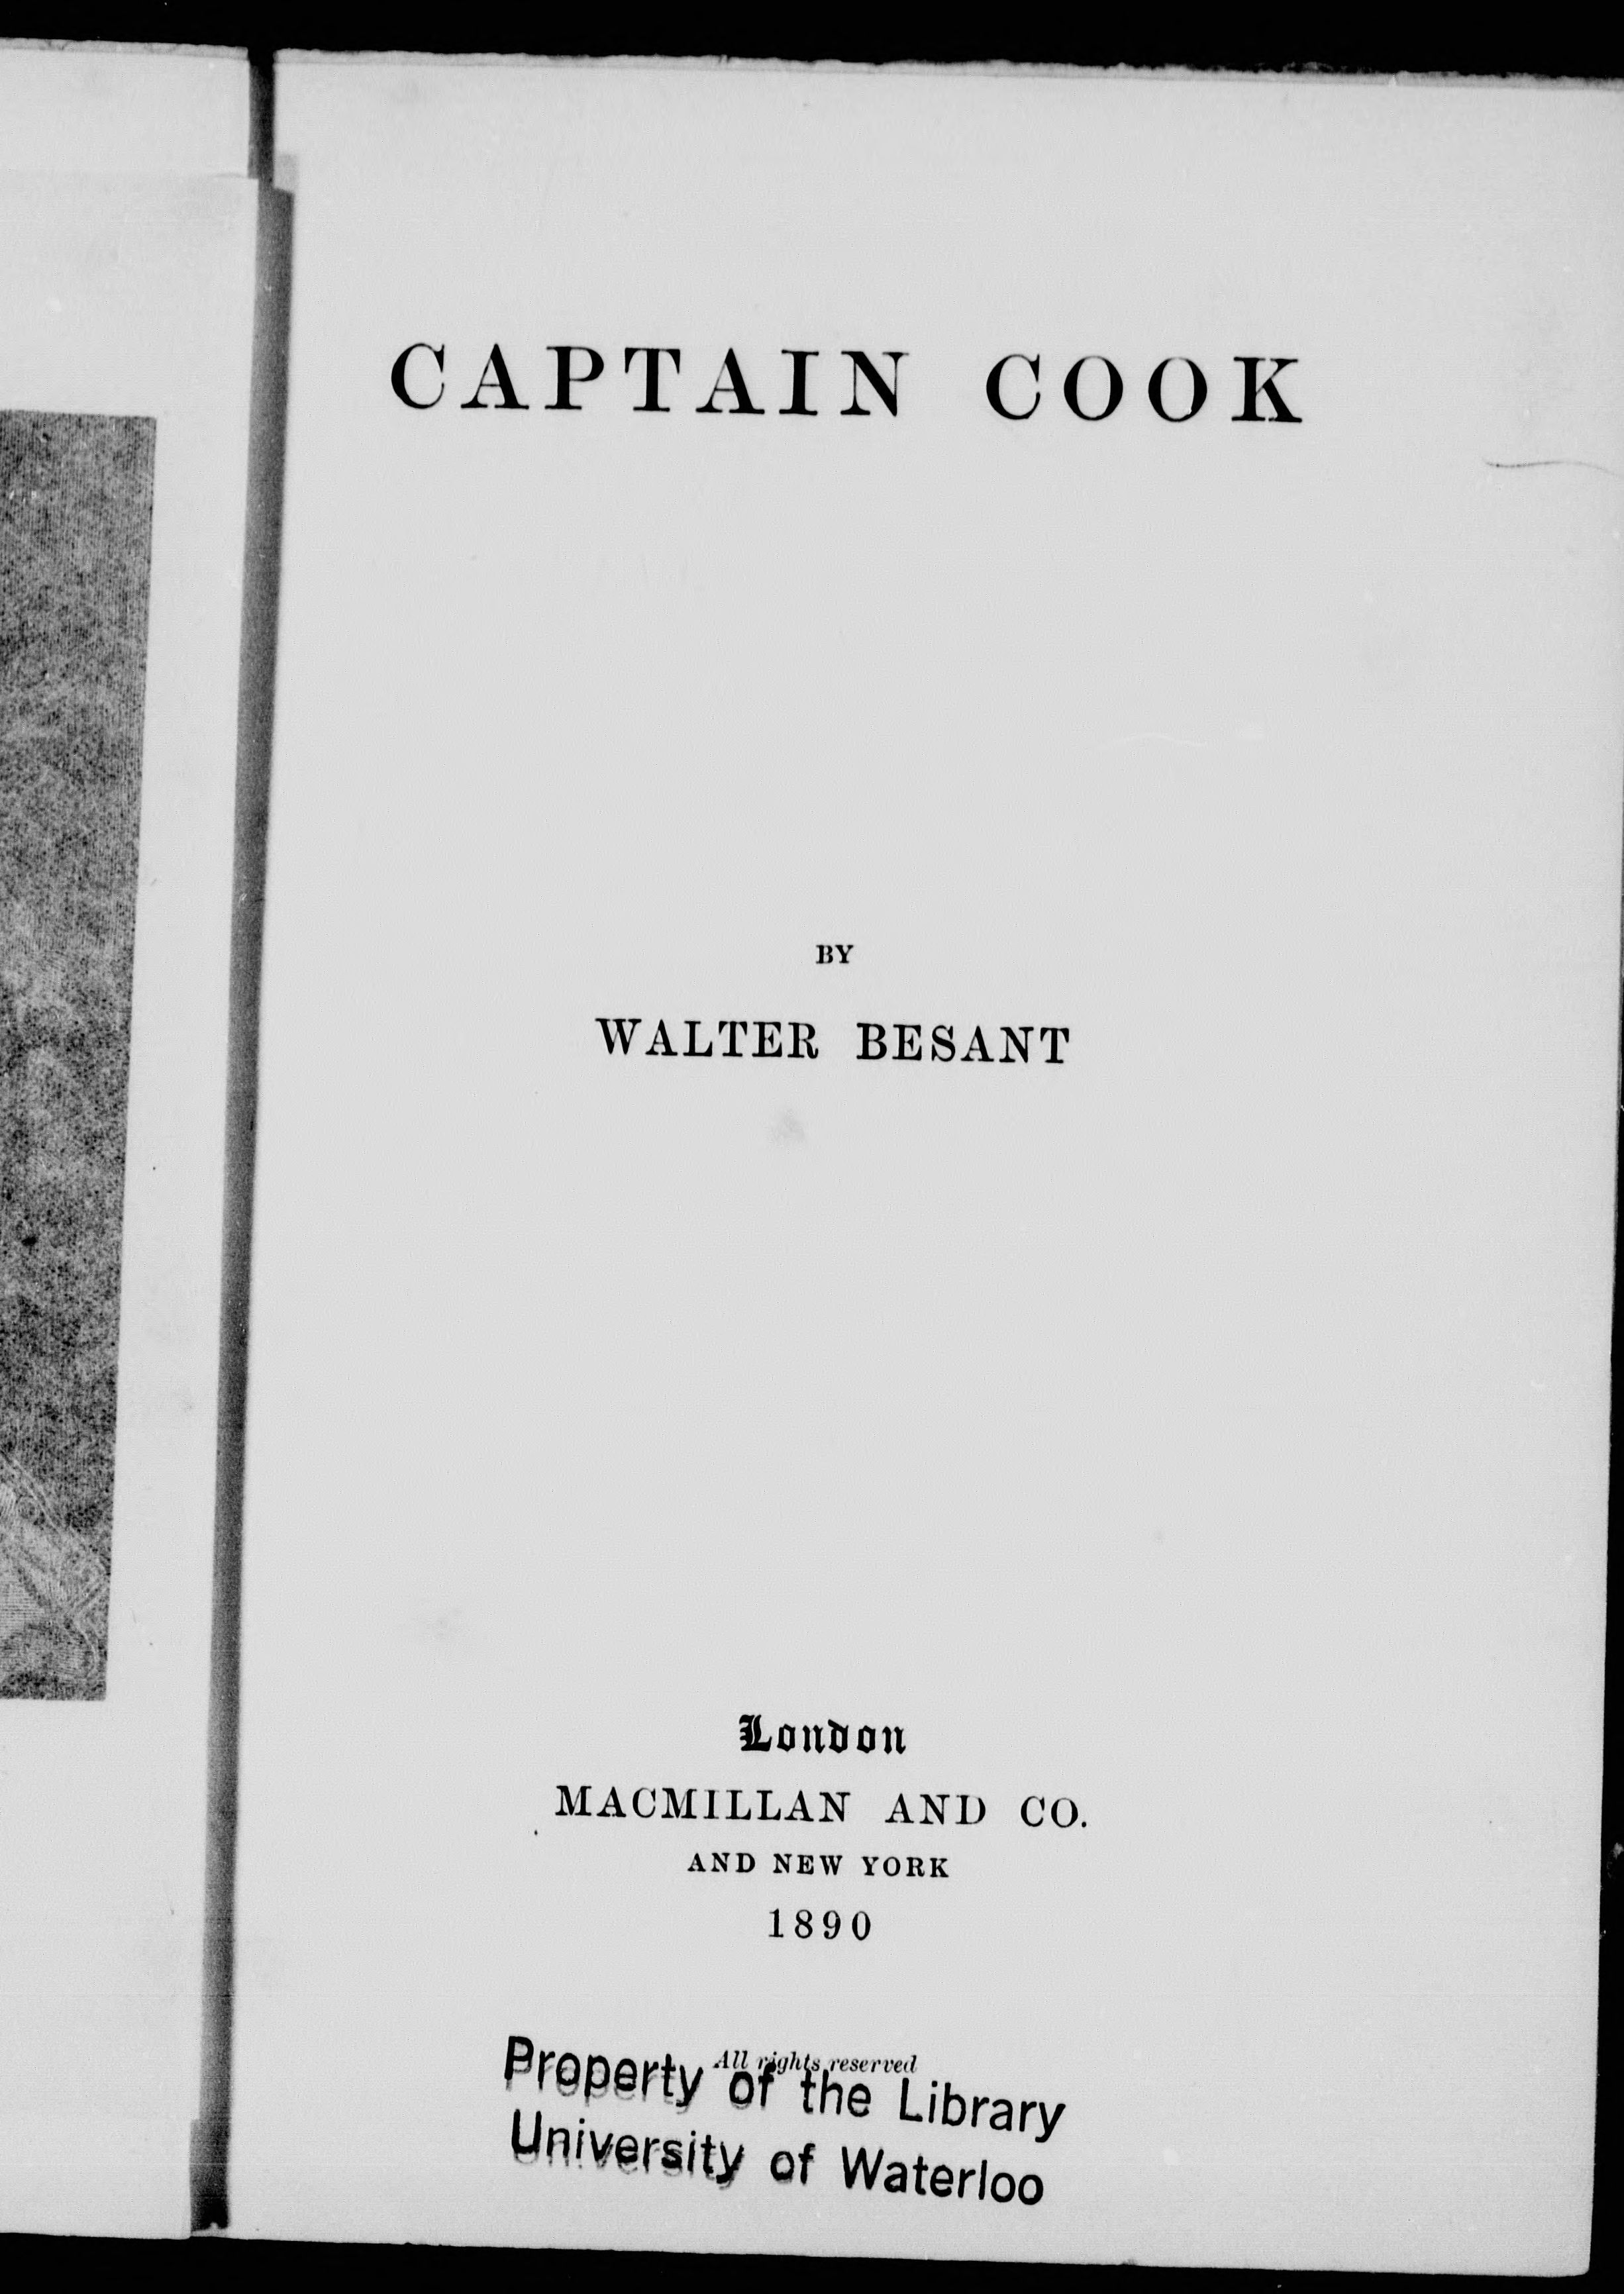 CAPTAIN COOK
BY
WALTER BESANT
London
MACMILLAN AND CO.
AND NEW YORK
1890
All rights reserved
Property of the Library
University of Waterloo